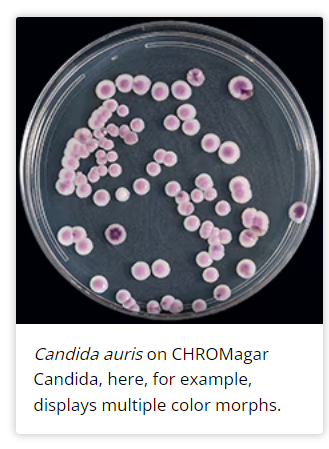 Candida auris on CHROMagar
Candida, here, for example,
displays multiple color morphs.